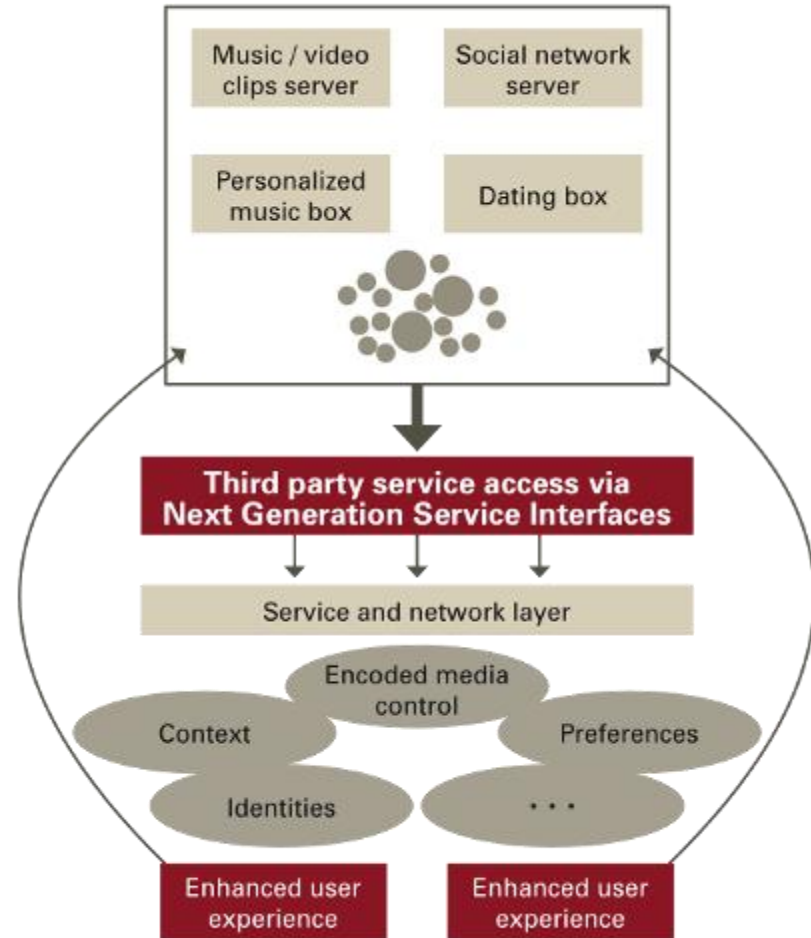 Music / video
clips server
Social network
server
Personalized
music box
Dating box
Third party service access via
Next Generation Service Interfaces
Service and network layer
Encoded media
control
Context
Preferences
Identities
...
Enhanced user
experience
Enhanced user
experience